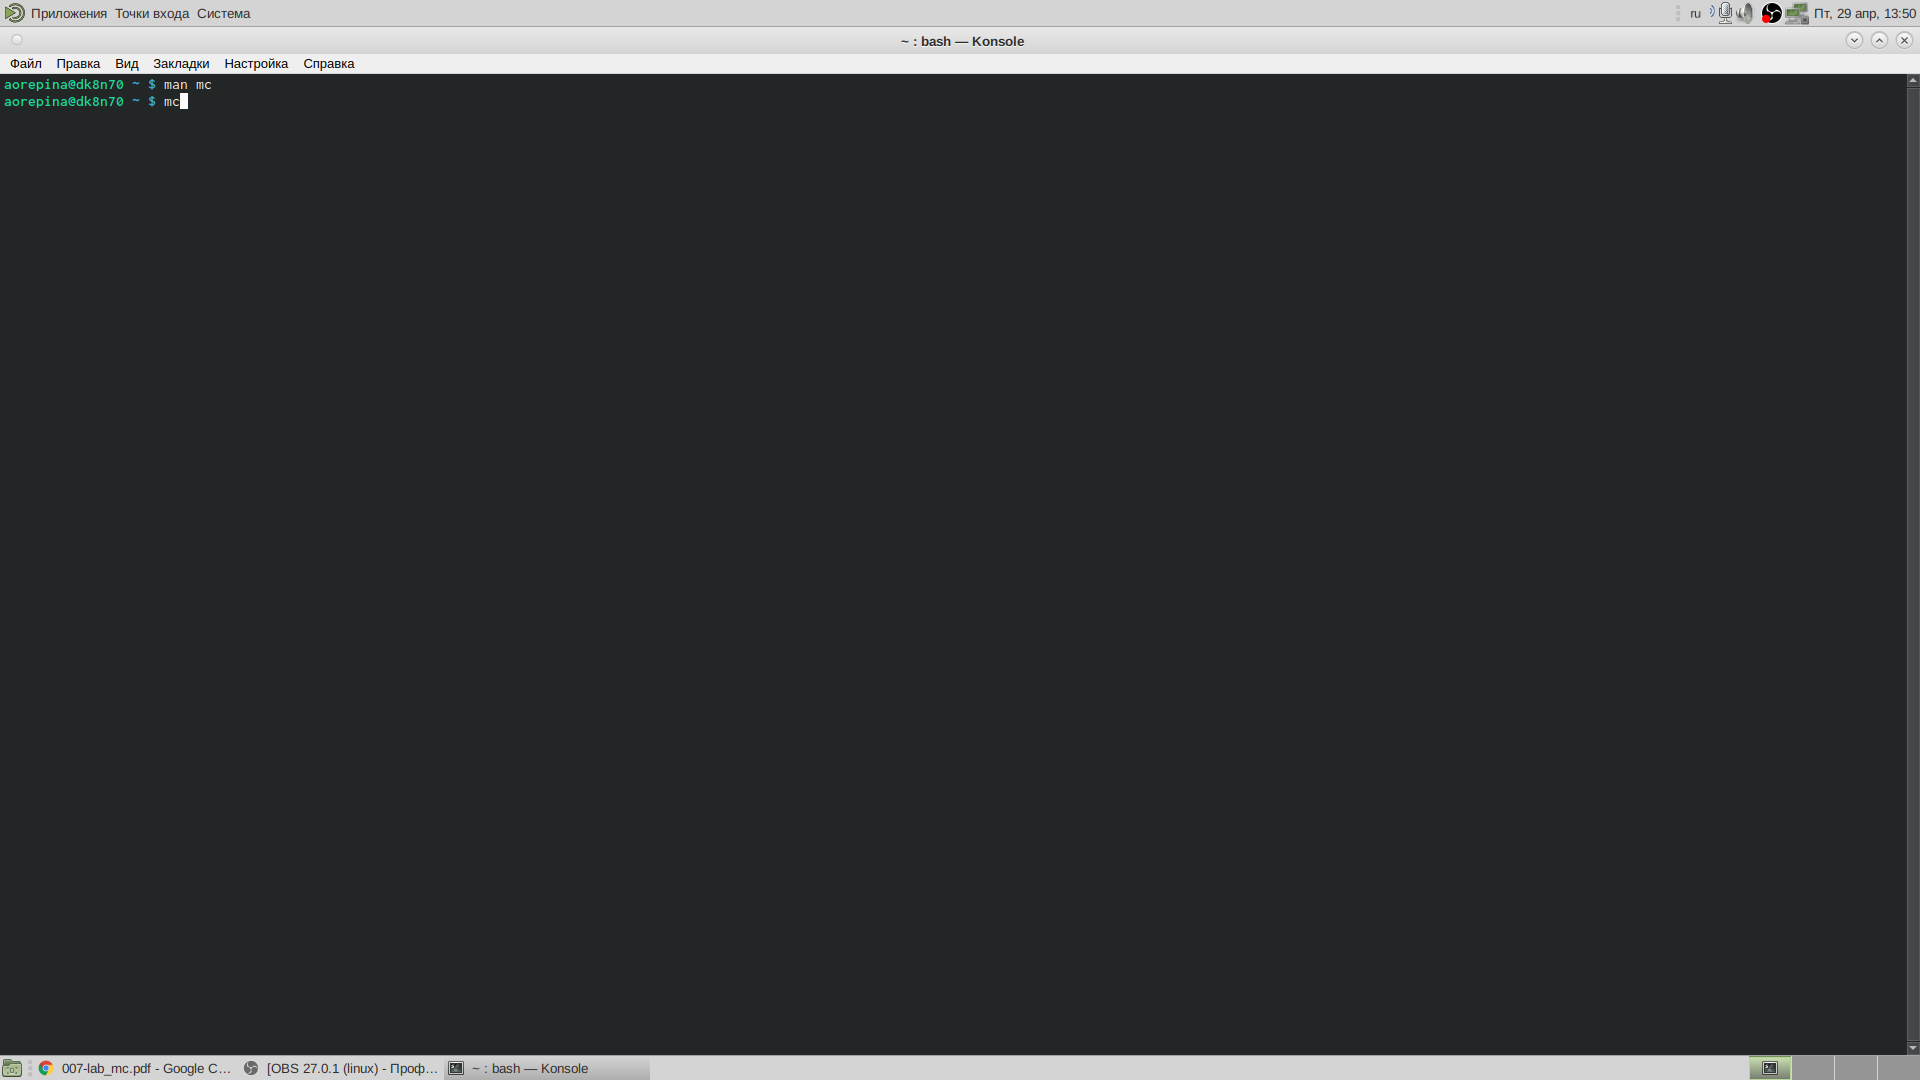 Приложения Точки входа Система
ru Пт, 29 апр, 13:50
~ : bash — Konsole
Файл Правка Вид Закладки Настройка Справка
aorepina@dk8n70 ~ $ man mc
aorepina@dk8n70 ~ $ mc
007-lab_mc.pdf - Google C... [OBS 27.0.1 (linux) - Проф... ~ : bash — Konsole